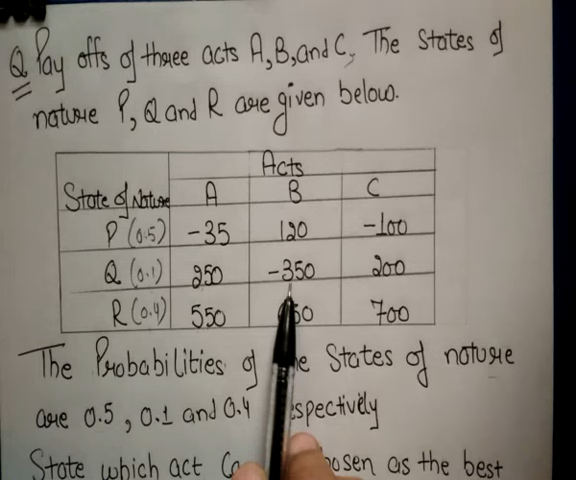 Q Pay offs of three acts A, B, and C, The States of
nature P, Q and R are given below.
Acts
State of Nature A B C
P (0.5) -35 120 -100
Q (0.1) 250 -350 200
R (0.4) 550 700
The Probabilities of States of nature
are 0.5, 0.1 and 0.4
State which act as the best